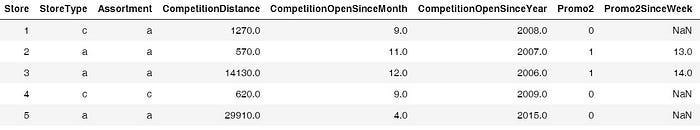 Store StoreType Assortment CompetitionDistance CompetitionOpenSinceMonth CompetitionOpenSinceYear Promo2 Promo2SinceWeek
1 c a 1270.0 9.0 2008.0 0 NaN
2 a a 570.0 11.0 2007.0 1 13.0
3 a a 14130.0 12.0 2006.0 1 14.0
4 c c 620.0 9.0 2009.0 0 NaN
5 a a 29910.0 4.0 2015.0 0 NaN